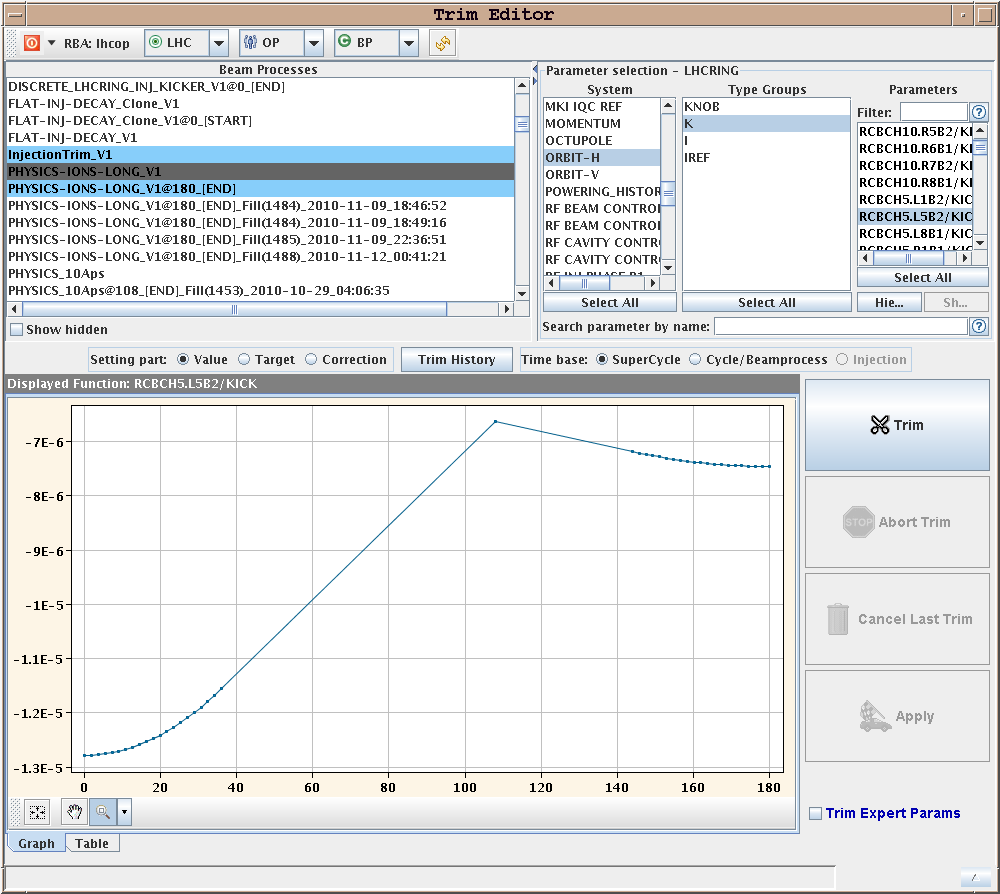 Trim Editor
RBA: lhcop
LHC
OP
BP
Beam Processes
DISCRETE_LHCRING_INJ_KICKER_V1@0_[END]
FLAT-INJ-DECAY_Clone_V1
FLAT-INJ-DECAY_Clone_V1@0_[START]
FLAT-INJ-DECAY_V1
InjectionTrim_V1
PHYSICS-IONS-LONG_V1
PHYSICS-IONS-LONG_V1@180_[END]
PHYSICS-IONS-LONG_V1@180_[END]_Fill(1484)_2010-11-09_18:46:52
PHYSICS-IONS-LONG_V1@180_[END]_Fill(1484)_2010-11-09_18:49:16
PHYSICS-IONS-LONG_V1@180_[END]_Fill(1485)_2010-11-09_22:36:51
PHYSICS-IONS-LONG_V1@180_[END]_Fill(1488)_2010-11-12_00:41:21
PHYSICS_10Aps
PHYSICS_10Aps@108_[END]_Fill(1453)_2010-10-29_04:06:35
Show hidden
Parameter selection - LHCRING
System
MKI IQC REF
MOMENTUM
OCTUPOLE
ORBIT-H
ORBIT-V
POWERING_HISTOR
RF BEAM CONTROL
RF BEAM CONTRO
RF CAVITY CONTR
RF CAVITY CONTR
RF INJ PHASE B1
Select All
Type Groups
KNOB
K
I
IREF
Select All
Parameters
Filter:
RCBCH10.R5B2/KI
RCBCH10.R6B1/KI
RCBCH10.R7B2/KI
RCBCH10.R8B1/KI
RCBCH5.L1B2/KIC
RCBCH5.L5B2/KIC
RCBCH5.L8B1/KIC
RCBCH5.R1B1/KIC
Select All
Hie...
Sh...
Search parameter by name:
Setting part:
Value
Target
Correction
Trim History
Time base:
SuperCycle
Cycle/Beamprocess
Injection
Displayed Function: RCBCH5.L5B2/KICK
-7E-6
-8E-6
-9E-6
-1E-5
-1.1E-5
-1.2E-5
-1.3E-5
0 20 40 60 80 100 120 140 160 180
Trim
STOP Abort Trim
Cancel Last Trim
Apply
Trim Expert Params
Graph
Table